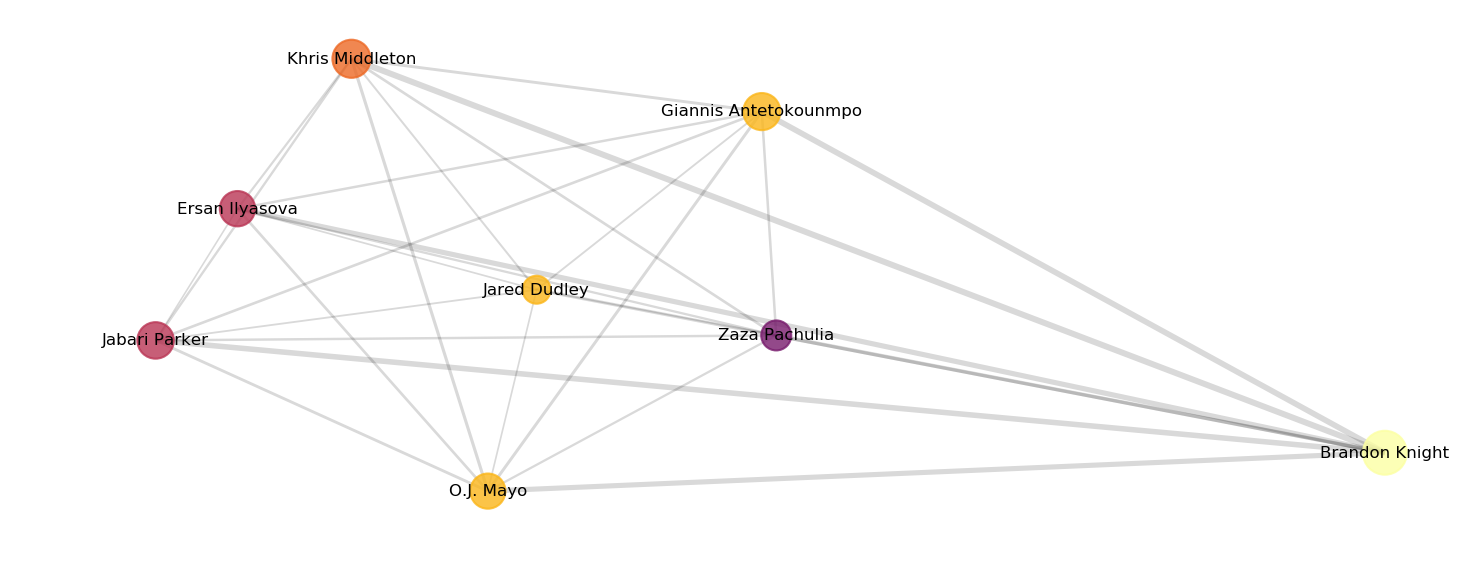 Khris Middleton
Giannis Antetokounmpo
Ersan Ilyasova
Jared Dudley
Zaza Pachulia
Jabari Parker
Brandon Knight
O.J. Mayo